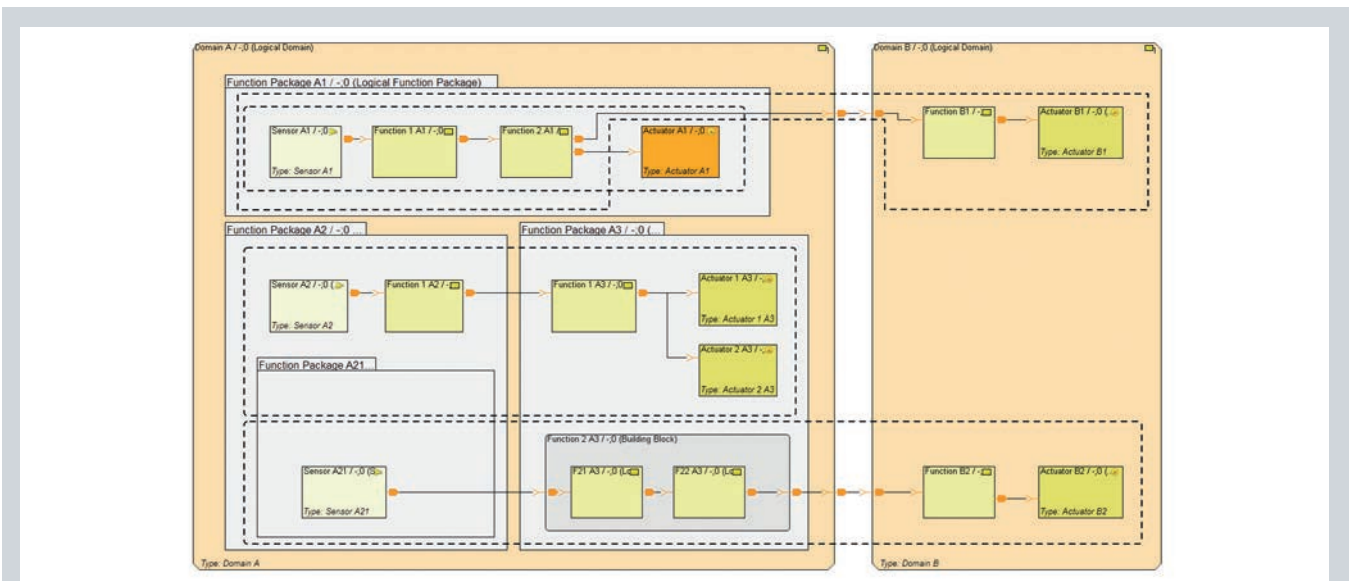 Domain A / -;0 (Logical Domain)
Domain B / -;0 (Logical Domain)
Function Package A1 / -;0 (Logical Function Package)
Sensor A1 / -;0
Function 1 A1 / -;0
Function 2 A1 /
Actuator A1 / -;0
Function B1 / -;
Actuator B1 / -;0 (...
Type: Sensor A1
Type: Actuator A1
Type: Actuator B1
Function Package A2 / -;0 ...
Function Package A3 / -;0 (...
Sensor A2 / -;0 (
Function 1 A2 / -;
Function 1 A3 / -;0
Actuator 1 A3 / -;
Type: Sensor A2
Type: Actuator 1 A3
Actuator 2 A3 / -;
Function Package A21...
Type: Actuator 2 A3
Function 2 A3 / -;0 (Building Block)
Sensor A21 / -;0 (S
F21 A3 / -;0 (Lo
F22 A3 / -;0 (Lo
Function B2 / -;
Actuator B2 / -;0 (...
Type: Sensor A21
Type: Actuator B2
Type: Domain A
Type: Domain B